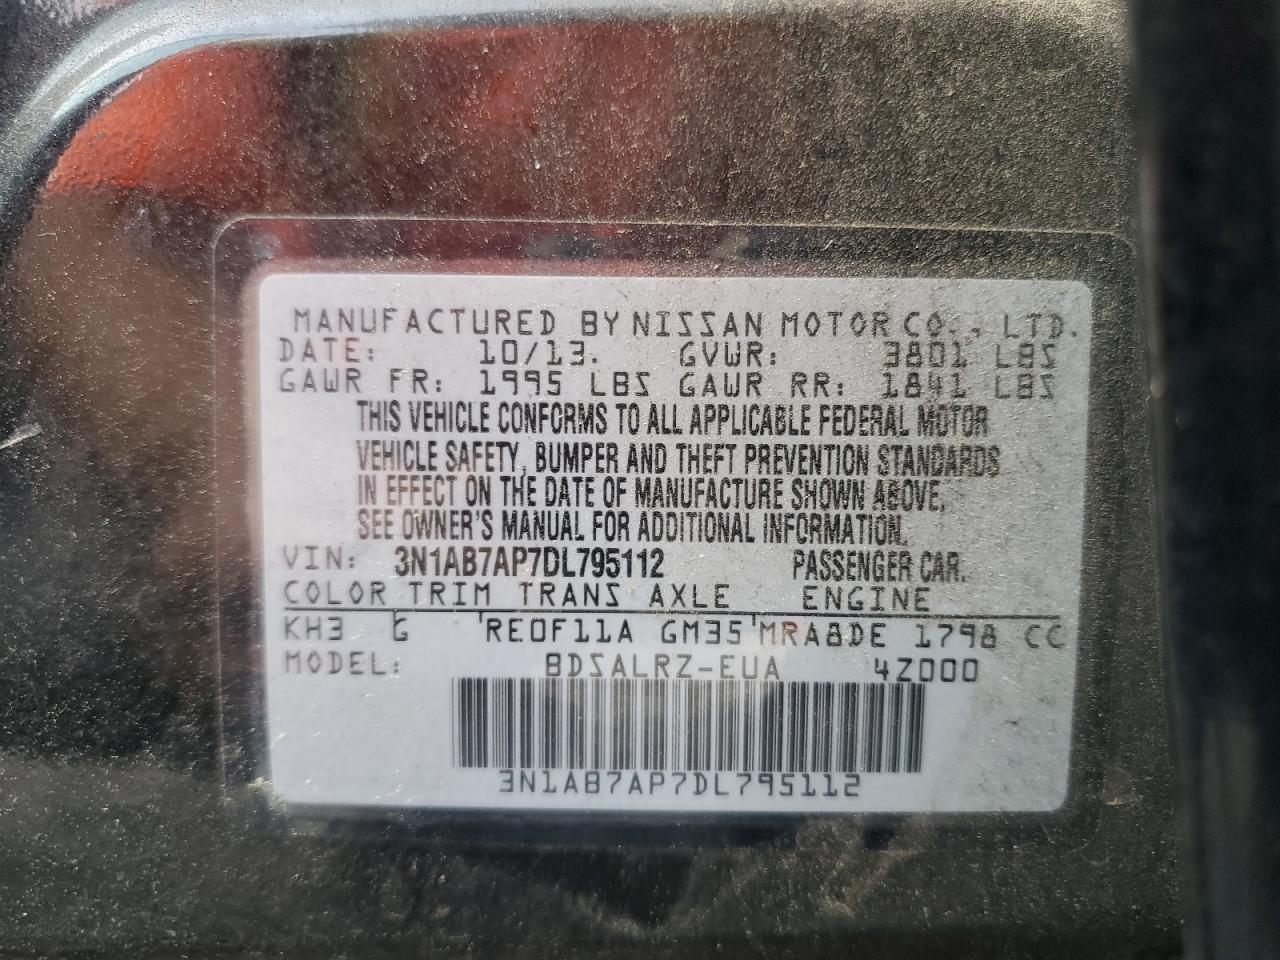 MANUFACTURED BY NISSAN MOTOR CO., LTD.
DATE: 10/13. GVWR: 3801 LBS
GAWR FR: 1995 LBS GAWR RR: 1841 LBS
THIS VEHICLE CONFORMS TO ALL APPLICABLE FEDERAL MOTOR
VEHICLE SAFETY, BUMPER AND THEFT PREVENTION STANDARDS
IN EFFECT ON THE DATE OF MANUFACTURE SHOWN ABOVE.
SEE OWNER'S MANUAL FOR ADDITIONAL INFORMATION.
VIN: 3N1AB7AP7DL795112 PASSENGER CAR.
COLOR TRIM TRANS AXLE ENGINE
KH3 G RE0F11A GM35 MRA8DE 1798 CC
MODEL: BDSALRZ-EUA 4Z000
3N1AB7AP7DL795112